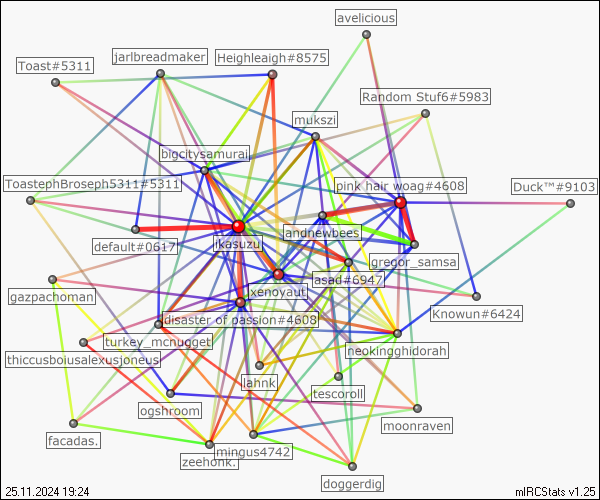 avelicious
jarlbreadmaker
Heighleaigh#8575
Toast#5311
Random Stuf6#5983
mukszi
bigcitysamurai
ToastephBroseph5311#5311
pink hair woag#4608
Duck™#9103
jandnewbees
default#0617
ikasuzu
gregor_samsa
asad#6947
xenoyaut
gazpachoman
Knowun#6424
disaster of passion#4608
turkey_mcnugget
neokingghidorah
thiccusboiusalexusjoneus
lahnk
tescoroll
ogshroom
moonraven
facadas.
mingus4742
zeehonk.
doggerdig
25.11.2024 19:24
mIRCStats v1.25